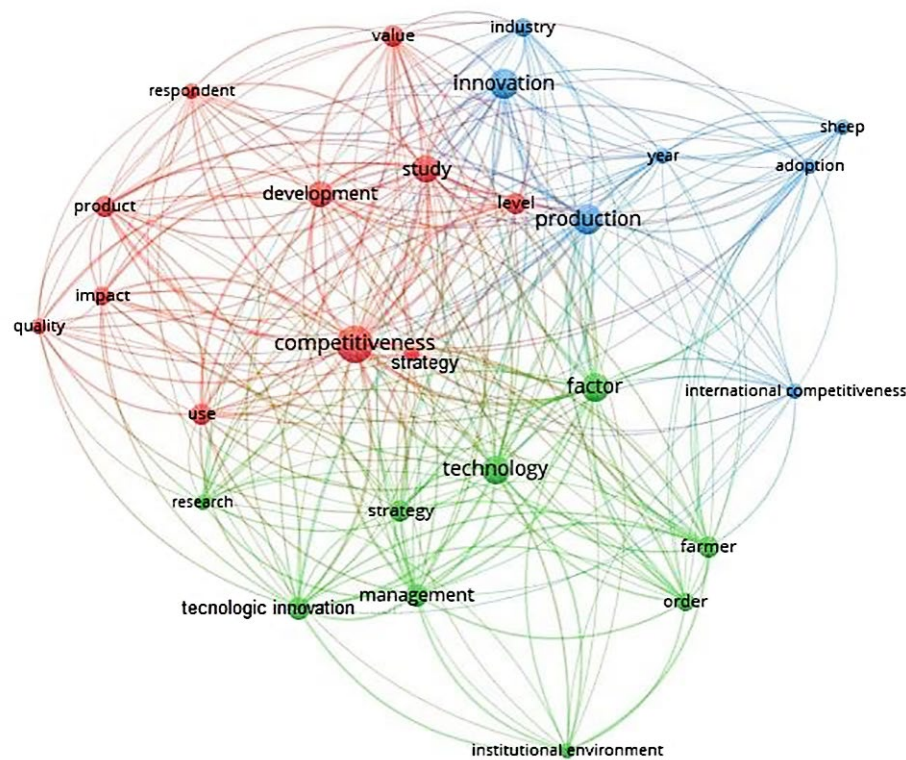 industry
value
innovation
respondent
sheep
year
adoption
study
development
level
product
production
impact
quality
competitiveness
strategy
factor
international competitiveness
use
technology
research
strategy
farmer
management
order
tecnologic innovation
institutional environment